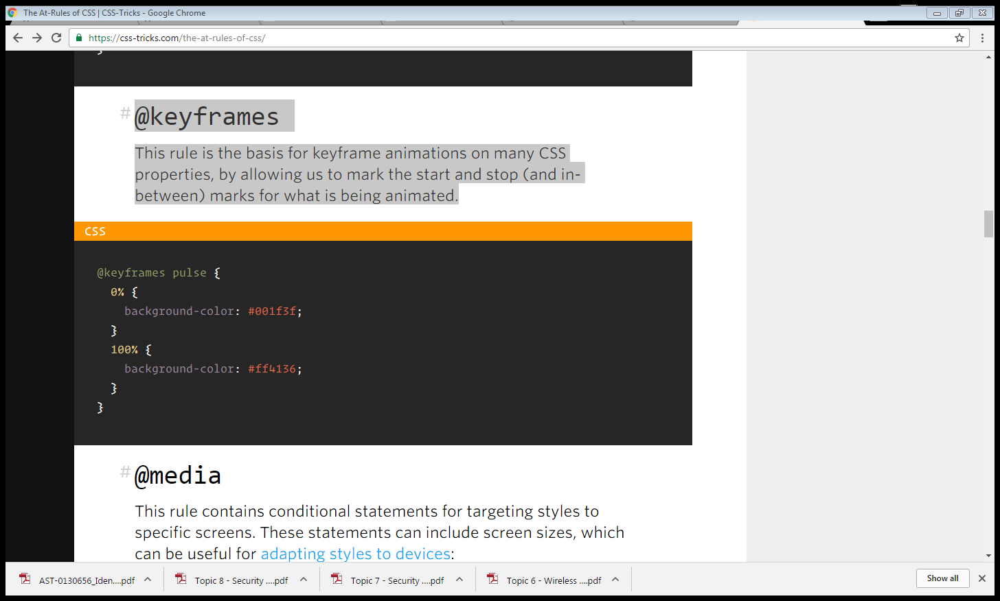 The At-Rules of CSS | CSS-Tricks - Google Chrome
https://css-tricks.com/the-at-rules-of-css/
}
# @keyframes
This rule is the basis for keyframe animations on many CSS
properties, by allowing us to mark the start and stop (and in-
between) marks for what is being animated.
CSS
@keyframes pulse {
0% {
background-color: #001f3f;
}
100% {
background-color: #ff4136;
}
}
# @media
This rule contains conditional statements for targeting styles to
specific screens. These statements can include screen sizes, which
can be useful for adapting styles to devices:
AST-0130656_Iden....pdf
Topic 8 - Security ....pdf
Topic 7 - Security ....pdf
Topic 6 - Wireless ....pdf
Show all